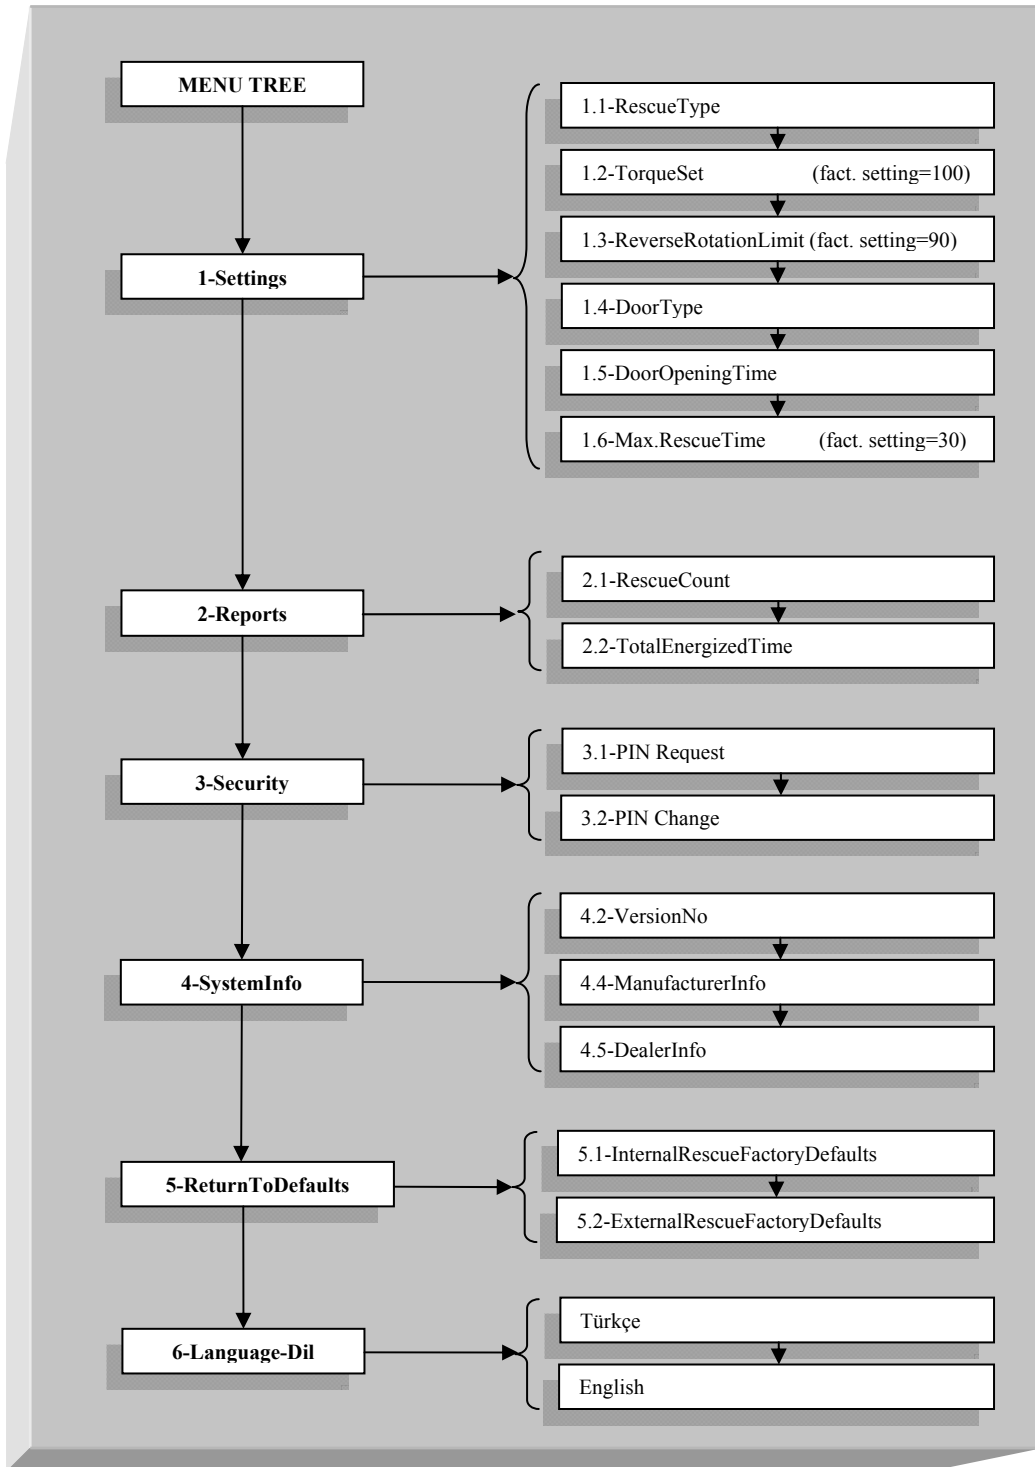 MENU TREE
1-Settings
1.1-RescueType
1.2-TorqueSet (fact. setting=100)
1.3-ReverseRotationLimit (fact. setting=90)
1.4-DoorType
1.5-DoorOpeningTime
1.6-Max.RescueTime (fact. setting=30)
2-Reports
2.1-RescueCount
2.2-TotalEnergizedTime
3-Security
3.1-PIN Request
3.2-PIN Change
4-SystemInfo
4.2-VersionNo
4.4-ManufacturerInfo
4.5-DealerInfo
5-ReturnToDefaults
5.1-InternalRescueFactoryDefaults
5.2-ExternalRescueFactoryDefaults
6-Language-Dil
Türkçe
English